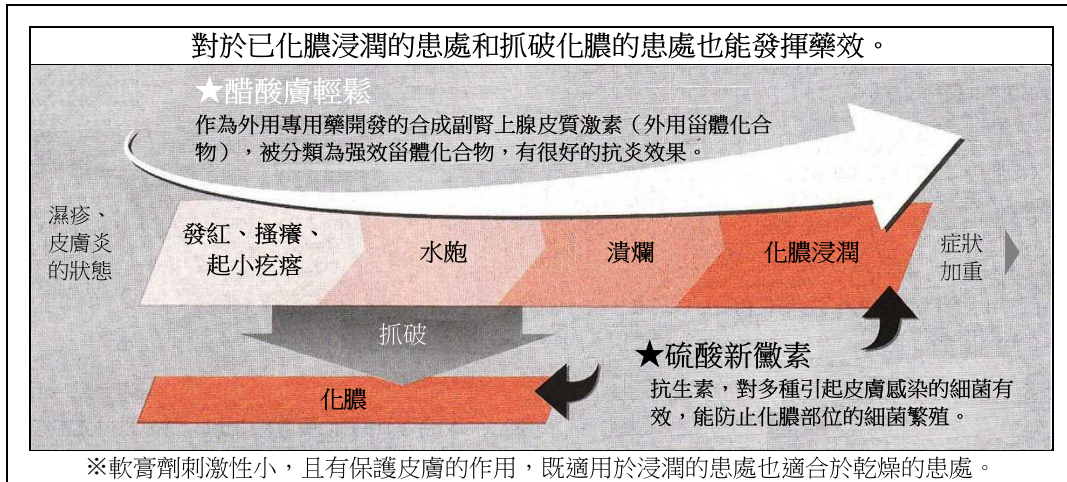 對於已化膿浸潤的患處和抓破化膿的患處也能發揮藥效。
★醋酸膚輕鬆
作為外用專用藥開發的合成副腎上腺皮質激素（外用甾體化合
物），被分類為强效甾體化合物，有很好的抗炎效果。
濕疹、
皮膚炎
的狀態
發紅、搔癢、
起小疙瘩
水皰
潰爛
化膿浸潤
症狀
加重
抓破
化膿
★硫酸新黴素
抗生素，對多種引起皮膚感染的細菌有
效，能防止化膿部位的細菌繁殖。
※軟膏劑刺激性小，且有保護皮膚的作用，既適用於浸潤的患處也適合於乾燥的患處。